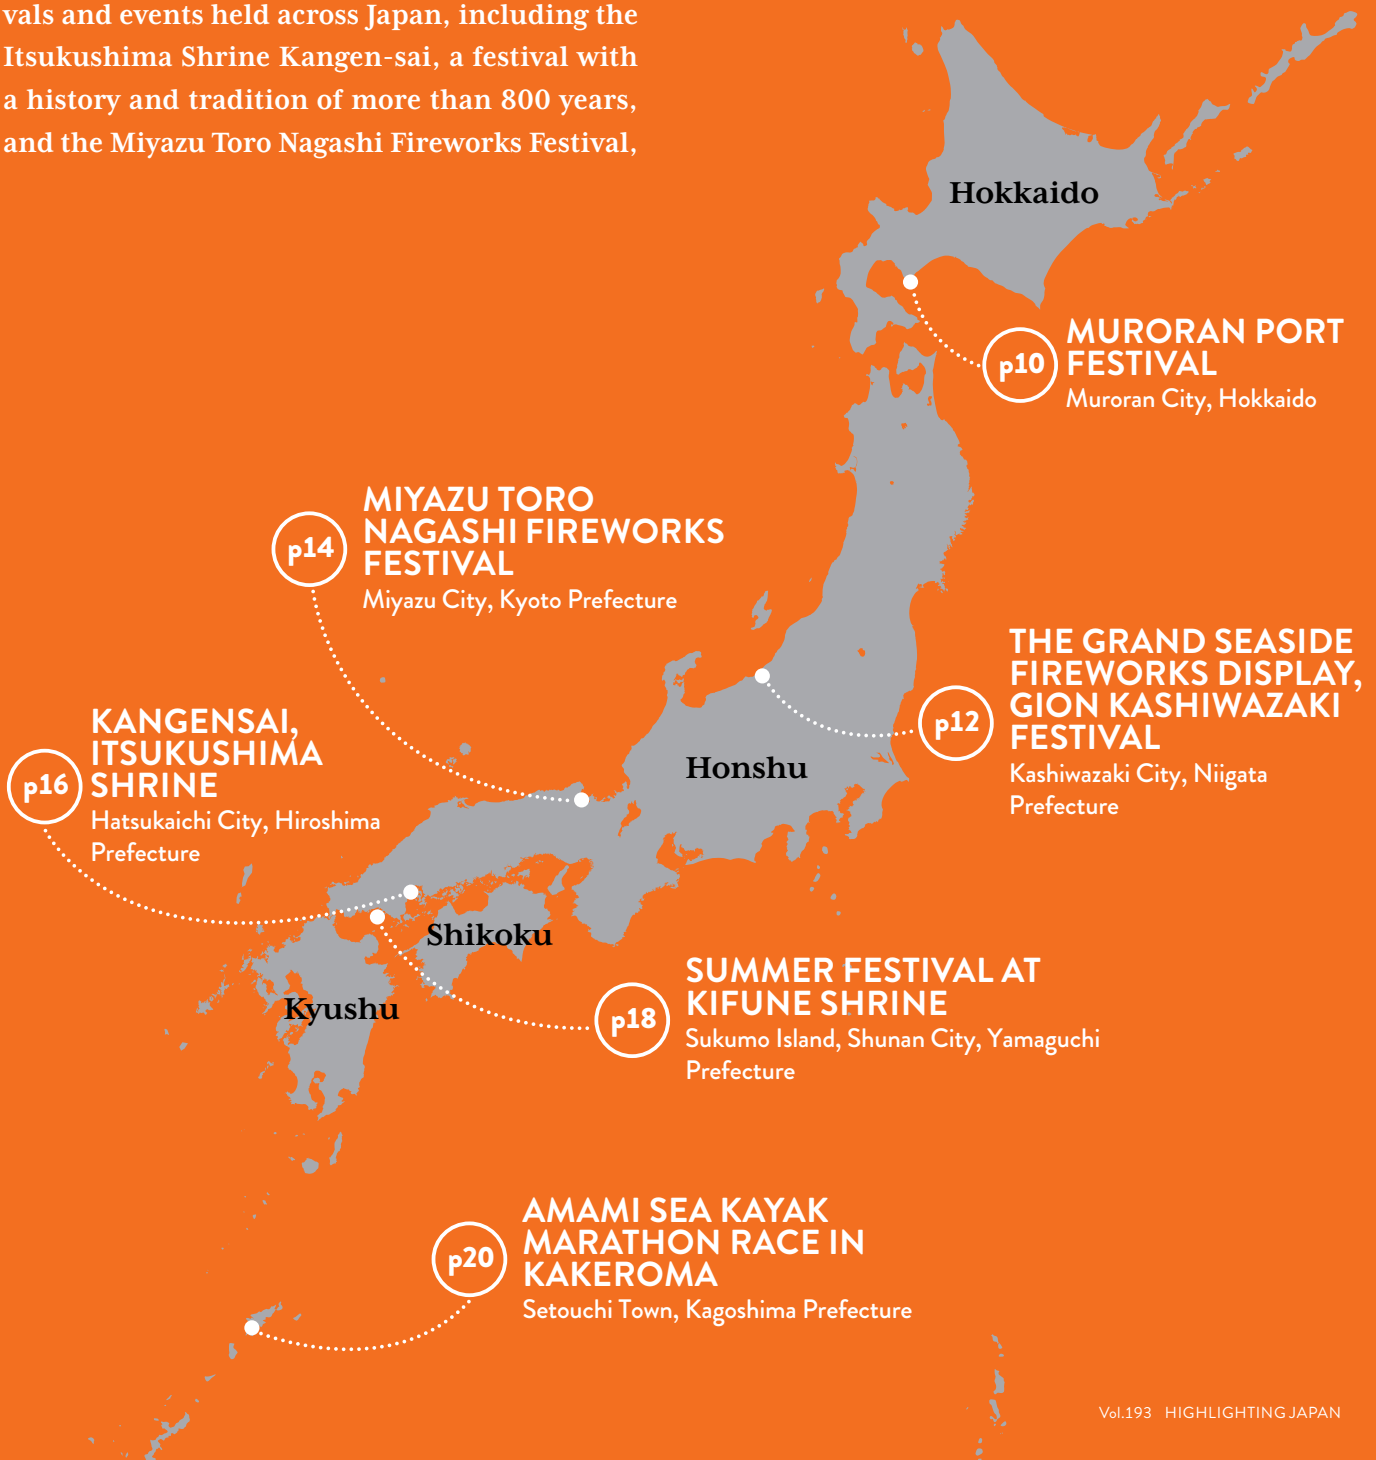 vals and events held across Japan, including the
Itsukushima Shrine Kangen-sai, a festival with
a history and tradition of more than 800 years,
and the Miyazu Toro Nagashi Fireworks Festival,
Hokkaido
p10
MURORAN PORT
FESTIVAL
Muroran City, Hokkaido
p14
MIYAZU TORO
NAGASHI FIREWORKS
FESTIVAL
Miyazu City, Kyoto Prefecture
p12
THE GRAND SEASIDE
FIREWORKS DISPLAY,
GION KASHIWAZAKI
FESTIVAL
Kashiwazaki City, Niigata
Prefecture
Honshu
p16
KANGENSAI,
ITSUKUSHIMA
SHRINE
Hatsukaichi City, Hiroshima
Prefecture
Shikoku
Kyushu
p18
SUMMER FESTIVAL AT
KIFUNE SHRINE
Sukumo Island, Shunan City, Yamaguchi
Prefecture
p20
AMAMI SEA KAYAK
MARATHON RACE IN
KAKEROMA
Setouchi Town, Kagoshima Prefecture
Vol.193 HIGHLIGHTING JAPAN